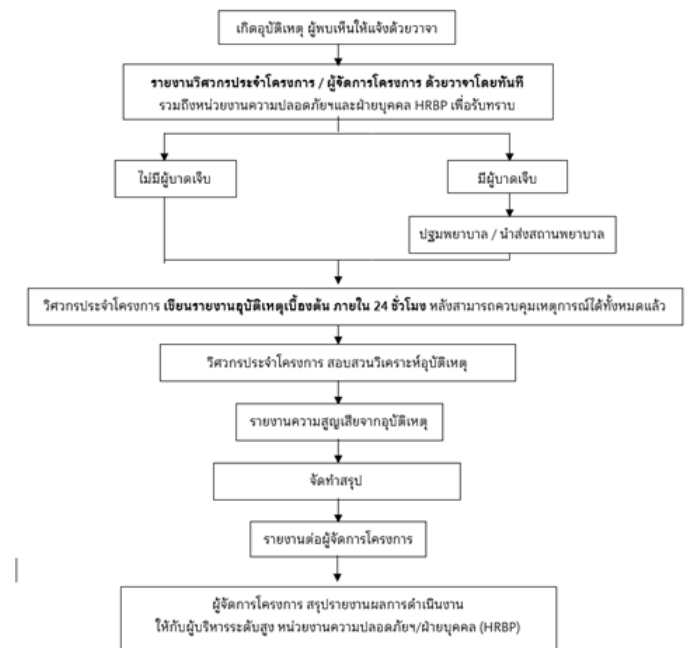 เกิดอุบัติเหตุ ผู้พบเห็นให้แจ้งด้วยวาจา
รายงานวิศวกรประจำโครงการ / ผู้จัดการโครงการ ด้วยวาจาโดยทันที
รวมถึงหน่วยงานความปลอดภัยฯและฝ่ายบุคคล HRBP เพื่อรับทราบ
ไม่มีผู้บาดเจ็บ
มีผู้บาดเจ็บ
ปฐมพยาบาล / นำส่งสถานพยาบาล
วิศวกรประจำโครงการ เขียนรายงานอุบัติเหตุเบื้องต้น ภายใน 24 ชั่วโมง หลังสามารถควบคุมเหตุการณ์ได้ทั้งหมดแล้ว
วิศวกรประจำโครงการ สอบสวนวิเคราะห์อุบัติเหตุ
รายงานความสูญเสียจากอุบัติเหตุ
จัดทำสรุป
รายงานต่อผู้จัดการโครงการ
ผู้จัดการโครงการ สรุปรายงานผลการดำเนินงาน
ให้กับผู้บริหารระดับสูง หน่วยงานความปลอดภัยฯ/ฝ่ายบุคคล (HRBP)